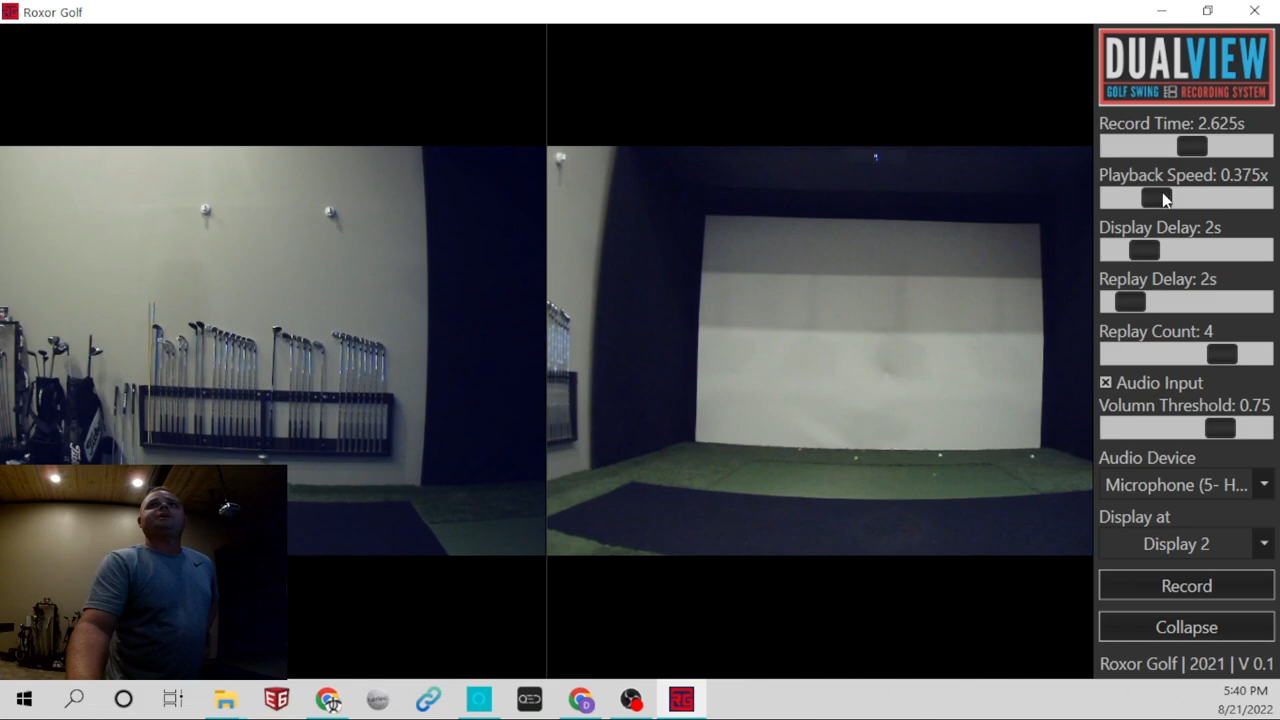 Roxor Golf
DUALVIEW
GOLF SWING RECORDING SYSTEM
Record Time: 2.625s
Playback Speed: 0.375x
Display Delay: 2s
Replay Delay: 2s
Replay Count: 4
Audio Input
Volumn Threshold: 0.75
Audio Device
Microphone (5- H...
Display at
Display 2
Record
Collapse
Roxor Golf | 2021 | V 0.1
3:40 PM
8/21/2022